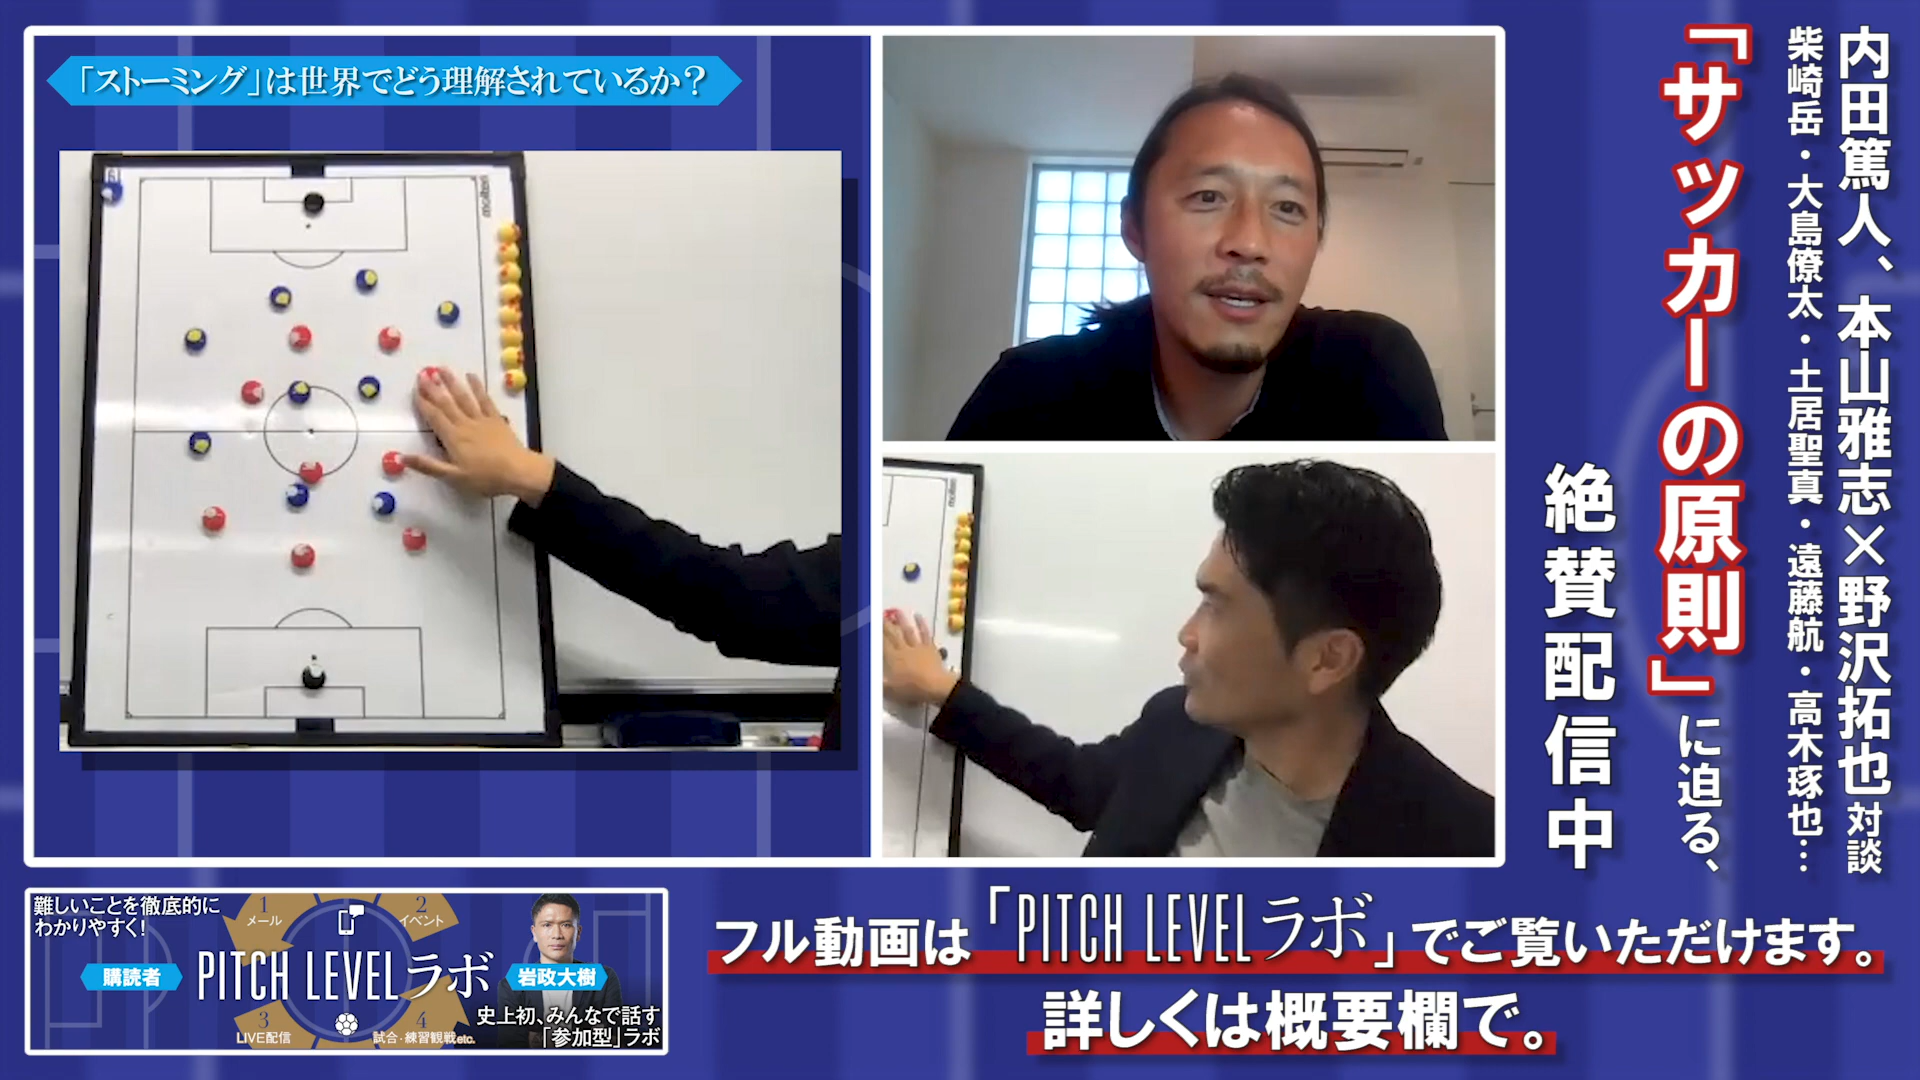 「ストーミング」は世界でどう理解されているか？
molten
molten
内田篤人、本山雅志×野沢拓也対談
柴崎岳・大島僚太・土居聖真・遠藤航・高木琢也…
「サッカーの原則」に迫る、
絶賛配信中
難しいことを徹底的に
わかりやすく！
1
メール
2
イベント
購読者
PITCH LEVELラボ
岩政大樹
3
LIVE配信
4
試合・練習観戦etc.
史上初、みんなで話す
「参加型」ラボ
フル動画は「PITCH LEVELラボ」でご覧いただけます。
詳しくは概要欄で。